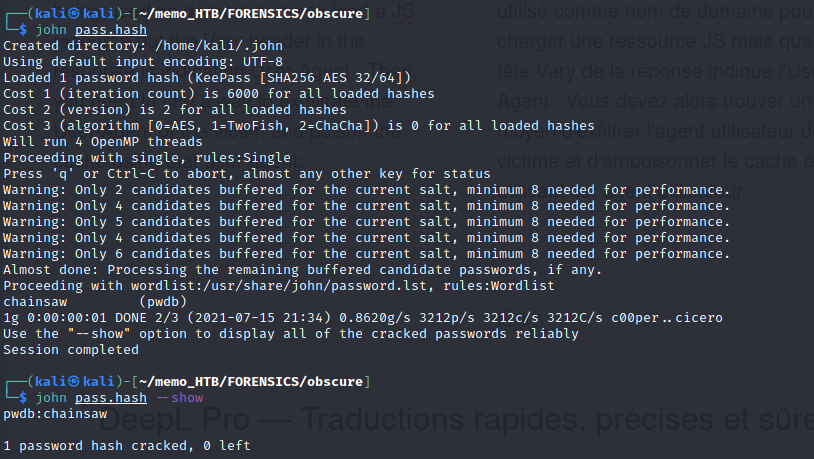 ┌──(kali㉿kali)-[~/memo_HTB/FORENSICS/obscure]
└─$ john pass.hash
Created directory: /home/kali/.john
Using default input encoding: UTF-8
Loaded 1 password hash (KeePass [SHA256 AES 32/64])
Cost 1 (iteration count) is 6000 for all loaded hashes
Cost 2 (version) is 2 for all loaded hashes
Cost 3 (algorithm [0=AES, 1=TwoFish, 2=ChaCha]) is 0 for all loaded hashes
Will run 4 OpenMP threads
Proceeding with single, rules:Single
Press 'q' or Ctrl-C to abort, almost any other key for status
Warning: Only 2 candidates buffered for the current salt, minimum 8 needed for performance.
Warning: Only 4 candidates buffered for the current salt, minimum 8 needed for performance.
Warning: Only 5 candidates buffered for the current salt, minimum 8 needed for performance.
Warning: Only 4 candidates buffered for the current salt, minimum 8 needed for performance.
Warning: Only 6 candidates buffered for the current salt, minimum 8 needed for performance.
Almost done: Processing the remaining buffered candidate passwords, if any.
Proceeding with wordlist:/usr/share/john/password.lst, rules:Wordlist
chainsaw         (pwdb)
1g 0:00:00:01 DONE 2/3 (2021-07-15 21:34) 0.8620g/s 3212p/s 3212c/s 3212C/s c00per..cicero
Use the "--show" option to display all of the cracked passwords reliably
Session completed
┌──(kali㉿kali)-[~/memo_HTB/FORENSICS/obscure]
└─$ john pass.hash --show
pwdb:chainsaw
1 password hash cracked, 0 left
a JS
header in the
utilisé comme nom de domaine pou
charger une ressource JS mais que
tête Vary de la réponse indique l'Use
Agent . Vous devez alors trouver un
moyen d'exfiltrer l'agent utilisateur de
victime et d'empoisonner le cache e
DeepL Pro — Traductions rapides, précises et sûre